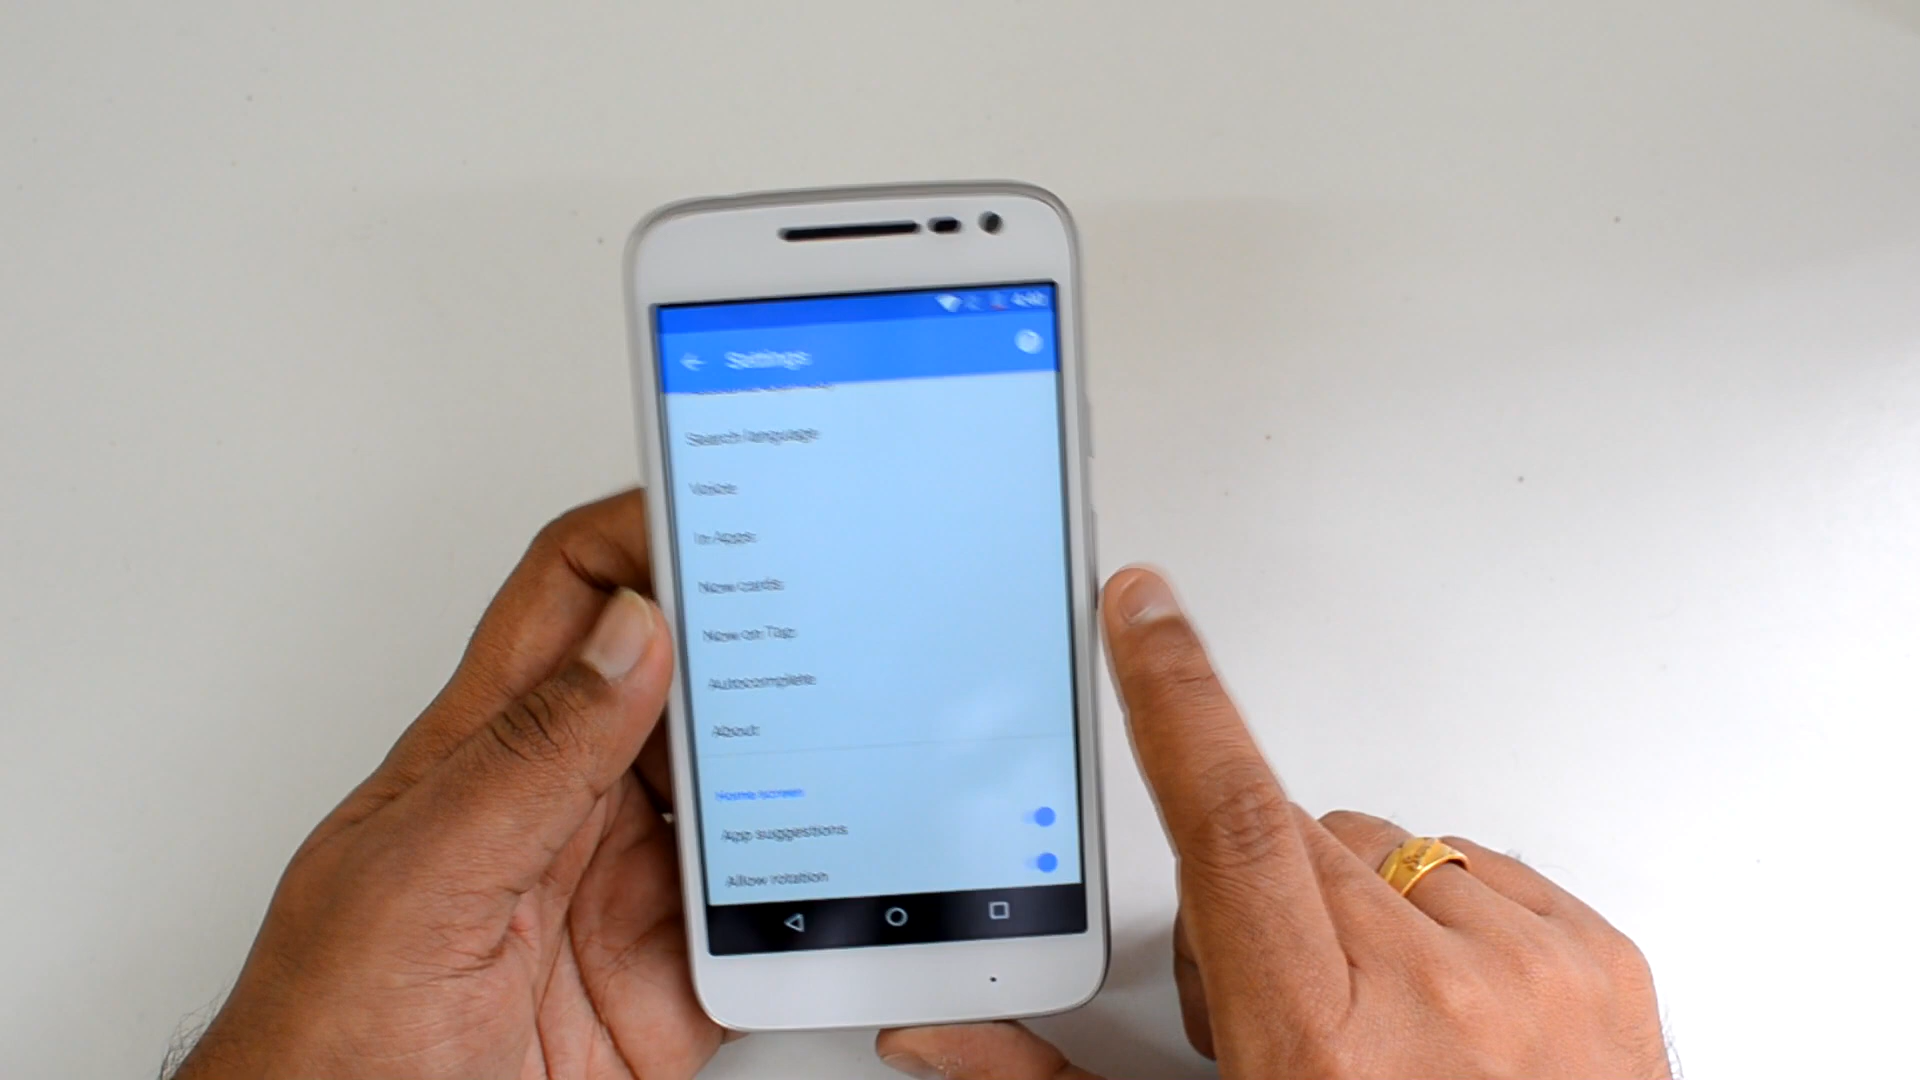 Settings
Search language
Voice
In Apps
Now cards
Now on Tap
Autocomplete
About
Home screen
App suggestions
Allow rotation